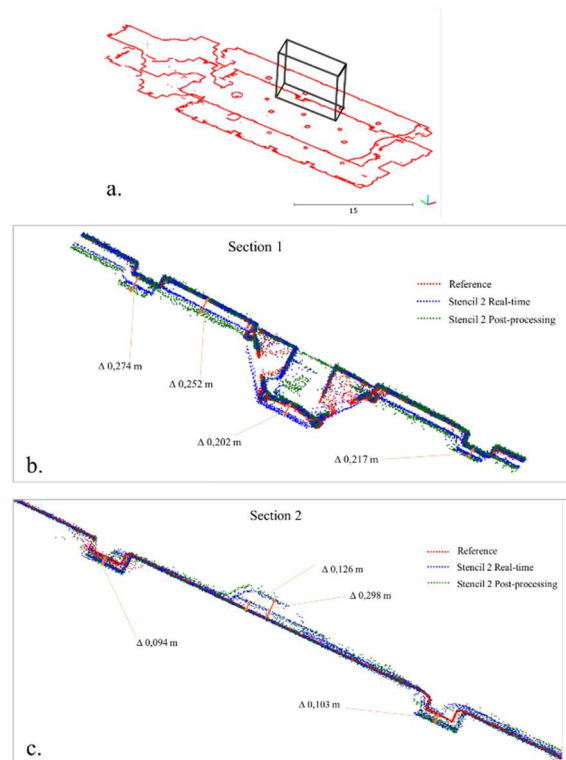 15
a.
Section 1
Reference
Stencil 2 Real-time
Stencil 2 Post-processing
Δ 0,274 m
Δ 0,252 m
Δ 0,202 m
Δ 0,217 m
b.
Section 2
Reference
Stencil 2 Real-time
Stencil 2 Post-processing
Δ 0,126 m
Δ 0,298 m
Δ 0,094 m
Δ 0,103 m
c.